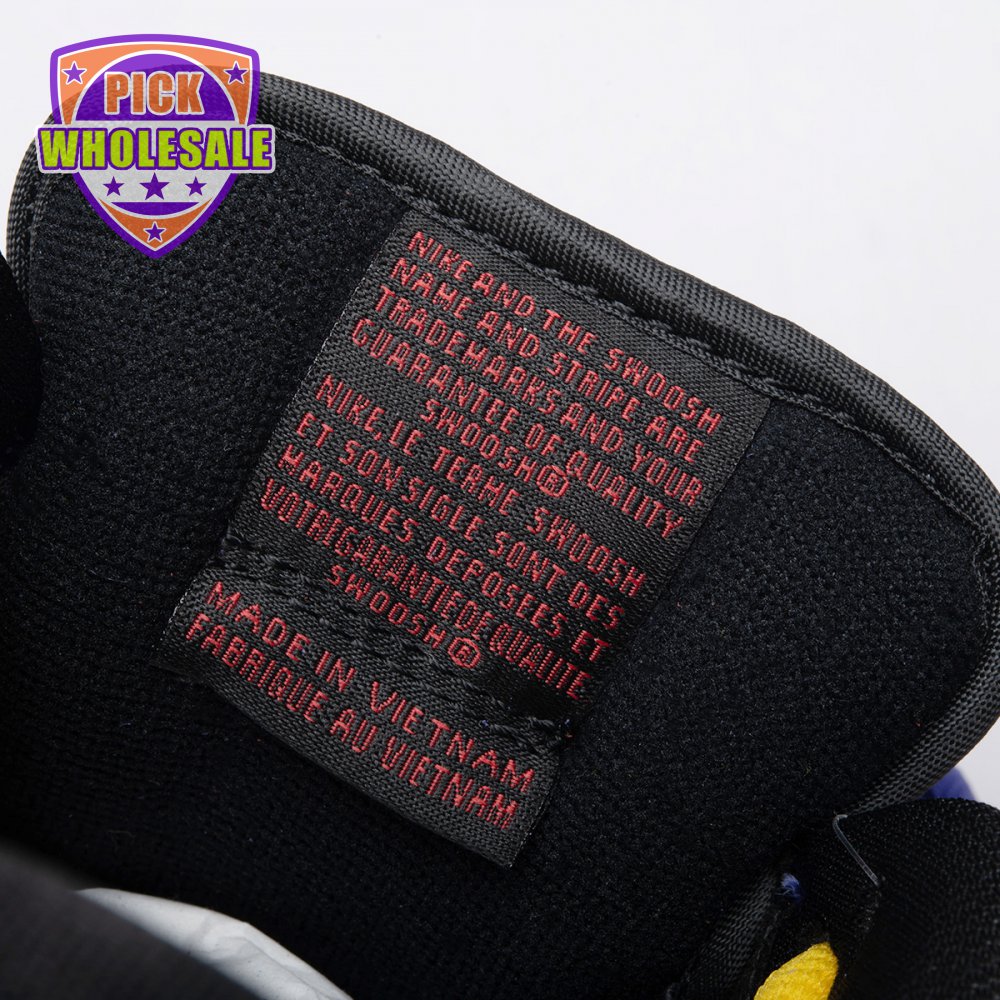 PICK
WHOLESALE
NIKE AND THE SWOOSH
NAME AND STRIPE ARE
TRADEMARKS AND YOUR
GUARANTEE OF QUALITY
SWOOSH®
NIKE, LE TERME SWOOSH
ET SON SIGLE SONT DES
MARQUES DEPOSEES ET
VOTRIGARANTIEDEQUALITE
SWOOSH®
MADE IN VIETNAM
FABRIQUE AU VIETNAM